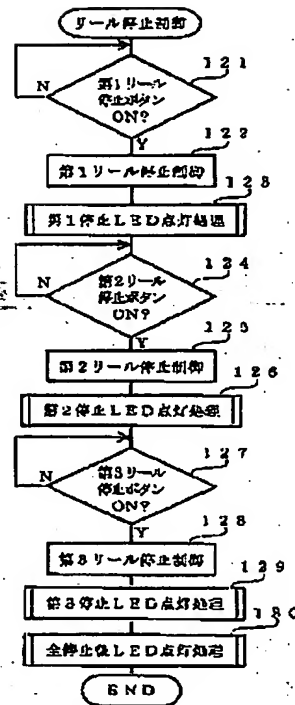 リール停止制御
121
第1リール
停止ボタン
ON?
N
Y
122
第1リール停止制御
123
第1停止LED点灯処理
124
第2リール
停止ボタン
ON?
N
Y
125
第2リール停止制御
126
第2停止LED点灯処理
127
第3リール
停止ボタン
ON?
N
Y
128
第3リール停止制御
129
第3停止LED点灯処理
130
全停止後LED点灯処理
END